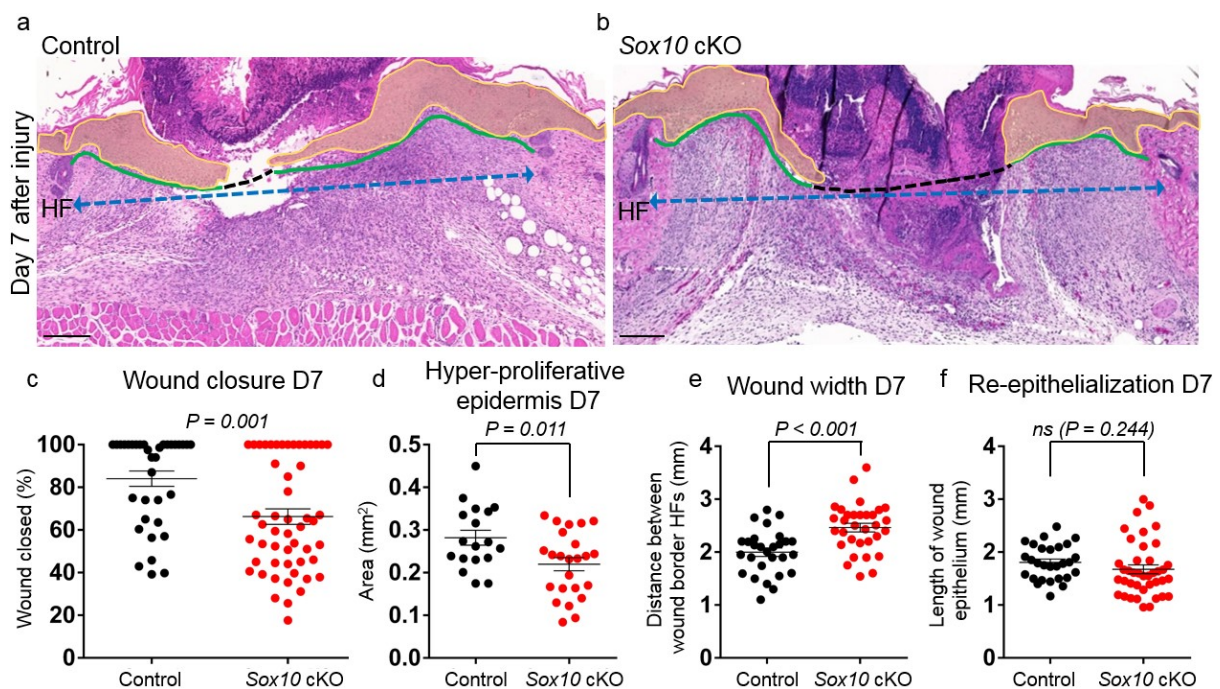 a
Control
b
Sox10 cKO
Day 7 after injury
HF
HF
c
Wound closure D7
P = 0.001
Wound closed (%)
100
80
60
40
20
0
Control
Sox10 cKO
d
Hyper-proliferative
epidermis D7
P = 0.011
Area (mm²)
0.5
0.4
0.3
0.2
0.1
0.0
Control
Sox10 cKO
e
Wound width D7
P < 0.001
Distance between
wound border HFs (mm)
4
3
2
1
0
Control
Sox10 cKO
f
Re-epithelialization D7
ns (P = 0.244)
Length of wound
epithelium (mm)
4
3
2
1
0
Control
Sox10 cKO